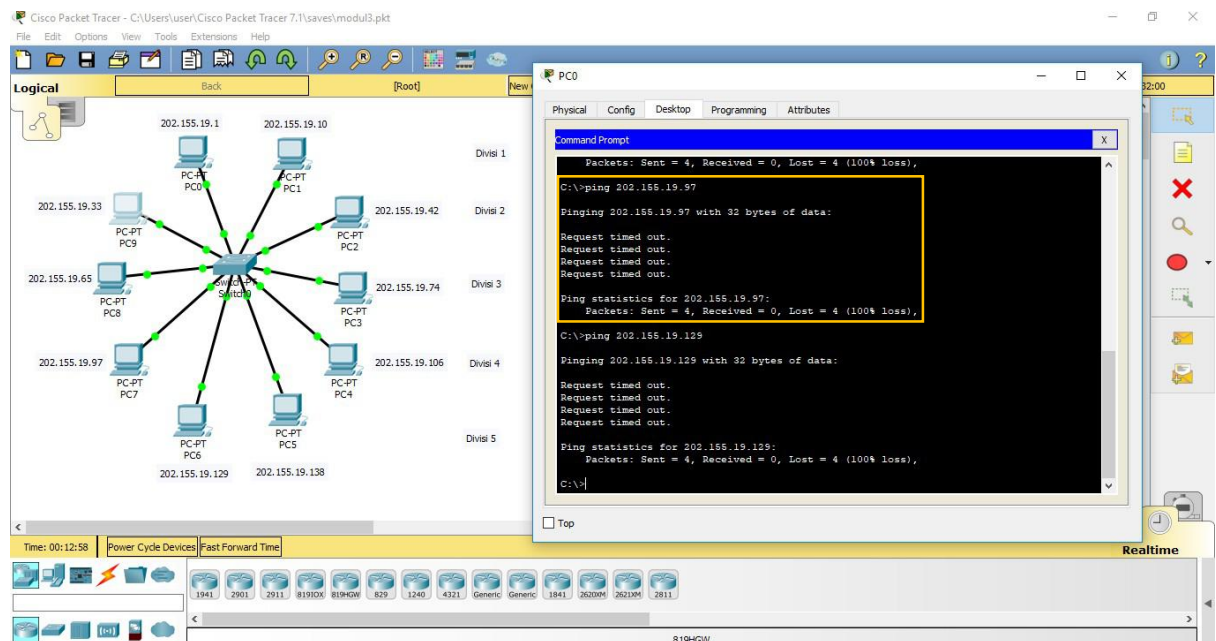 Cisco Packet Tracer - C:\Users\user\Cisco Packet Tracer 7.1\saves\modul3.pkt
File Edit Options View Tools Extensions Help
Logical
Back
[Root]
New
32:00
202.155.19.1
202.155.19.10
Divisi 1
PC-PT
PC0
PC-PT
PC1
202.155.19.33
202.155.19.42
Divisi 2
PC-PT
PC9
PC-PT
PC2
202.155.19.65
202.155.19.74
Divisi 3
PC-PT
PC8
Switch-PT
Switch0
PC-PT
PC3
202.155.19.97
202.155.19.106
Divisi 4
PC-PT
PC7
PC-PT
PC4
PC-PT
PC6
PC-PT
PC5
Divisi 5
202.155.19.129
202.155.19.138
PC0
Physical Config Desktop Programming Attributes
Command Prompt
X
Packets: Sent = 4, Received = 0, Lost = 4 (100% loss),
C:\>ping 202.155.19.97
Pinging 202.155.19.97 with 32 bytes of data:
Request timed out.
Request timed out.
Request timed out.
Request timed out.
Ping statistics for 202.155.19.97:
Packets: Sent = 4, Received = 0, Lost = 4 (100% loss),
C:\>ping 202.155.19.129
Pinging 202.155.19.129 with 32 bytes of data:
Request timed out.
Request timed out.
Request timed out.
Request timed out.
Ping statistics for 202.155.19.129:
Packets: Sent = 4, Received = 0, Lost = 4 (100% loss),
C:\>
Top
Time: 00:12:58
Power Cycle Devices Fast Forward Time
Realtime
1941 2901 2911 819IOX 819HGW 829 1240 4321 Generic Generic 1841 2620XM 2621XM 2811
819HGW